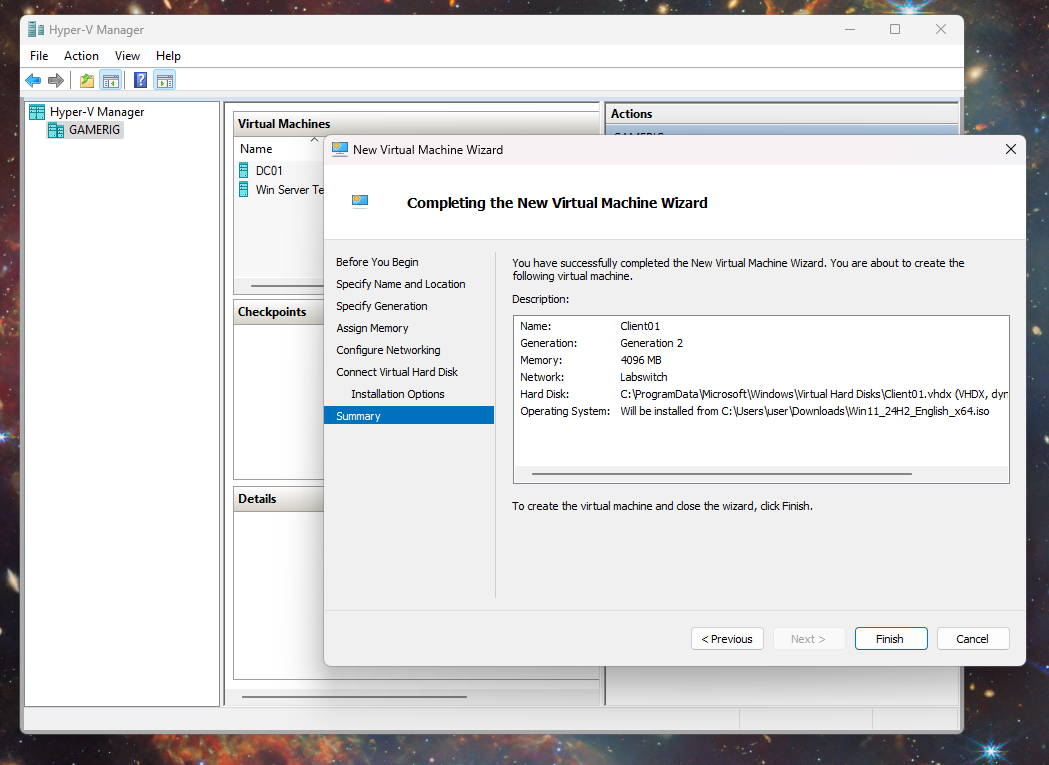 Hyper-V Manager
File Action View Help
Hyper-V Manager
GAMERIG
Virtual Machines
Name
DC01
Win Server Te
Checkpoints
Details
Actions
GAMERIG
New Virtual Machine Wizard
Completing the New Virtual Machine Wizard
Before You Begin
Specify Name and Location
Specify Generation
Assign Memory
Configure Networking
Connect Virtual Hard Disk
Installation Options
Summary
You have successfully completed the New Virtual Machine Wizard. You are about to create the
following virtual machine.
Description:
Name: Client01
Generation: Generation 2
Memory: 4096 MB
Network: Labswitch
Hard Disk: C:\ProgramData\Microsoft\Windows\Virtual Hard Disks\Client01.vhdx (VHDX, dyn
Operating System: Will be installed from C:\Users\user\Downloads\Win11_24H2_English_x64.iso
To create the virtual machine and close the wizard, click Finish.
< Previous Next > Finish Cancel